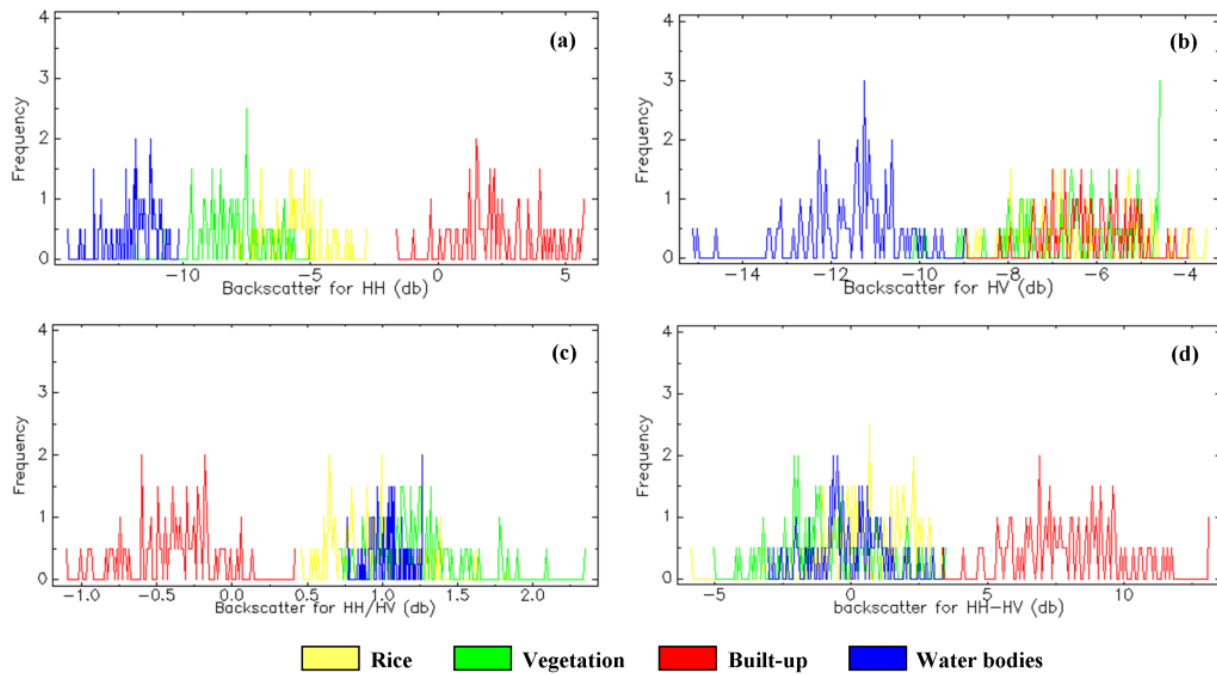 4
3
2
1
0
Frequency
(a)
−10
−5
0
5
Backscatter for HH (db)
4
3
2
1
0
Frequency
(b)
−14
−12
−10
−8
−6
−4
Backscatter for HV (db)
4
3
2
1
0
Frequency
(c)
−1.0
−0.5
0.0
0.5
1.0
1.5
2.0
Backscatter for HH/HV (db)
4
3
2
1
0
Frequency
(d)
−5
0
5
10
backscatter for HH−HV (db)
Rice
Vegetation
Built-up
Water bodies